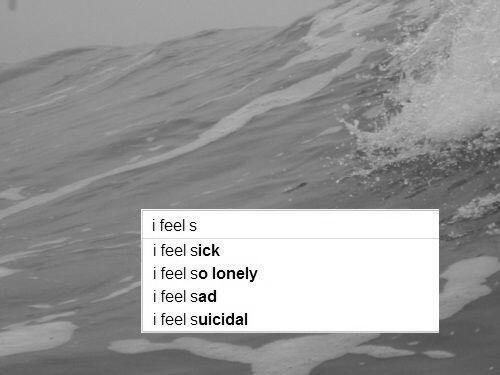 i feel s
i feel sick
i feel so lonely
i feel sad
i feel suicidal